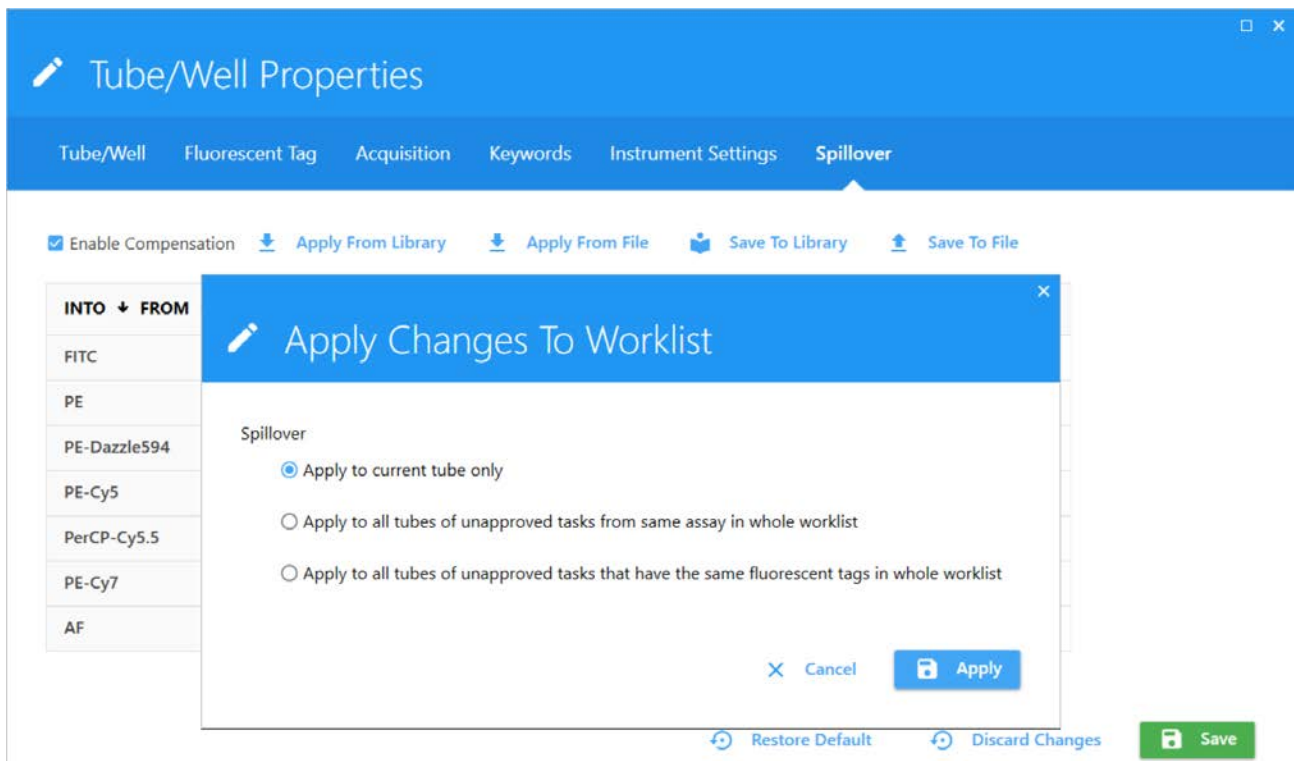 Tube/Well Properties
Tube/Well Fluorescent Tag Acquisition Keywords Instrument Settings Spillover
Enable Compensation Apply From Library Apply From File Save To Library Save To File
INTO ↓ FROM
FITC
PE
PE-Dazzle594
PE-Cy5
PerCP-Cy5.5
PE-Cy7
AF
Apply Changes To Worklist
Spillover
Apply to current tube only
Apply to all tubes of unapproved tasks from same assay in whole worklist
Apply to all tubes of unapproved tasks that have the same fluorescent tags in whole worklist
Cancel Apply
Restore Default Discard Changes Save